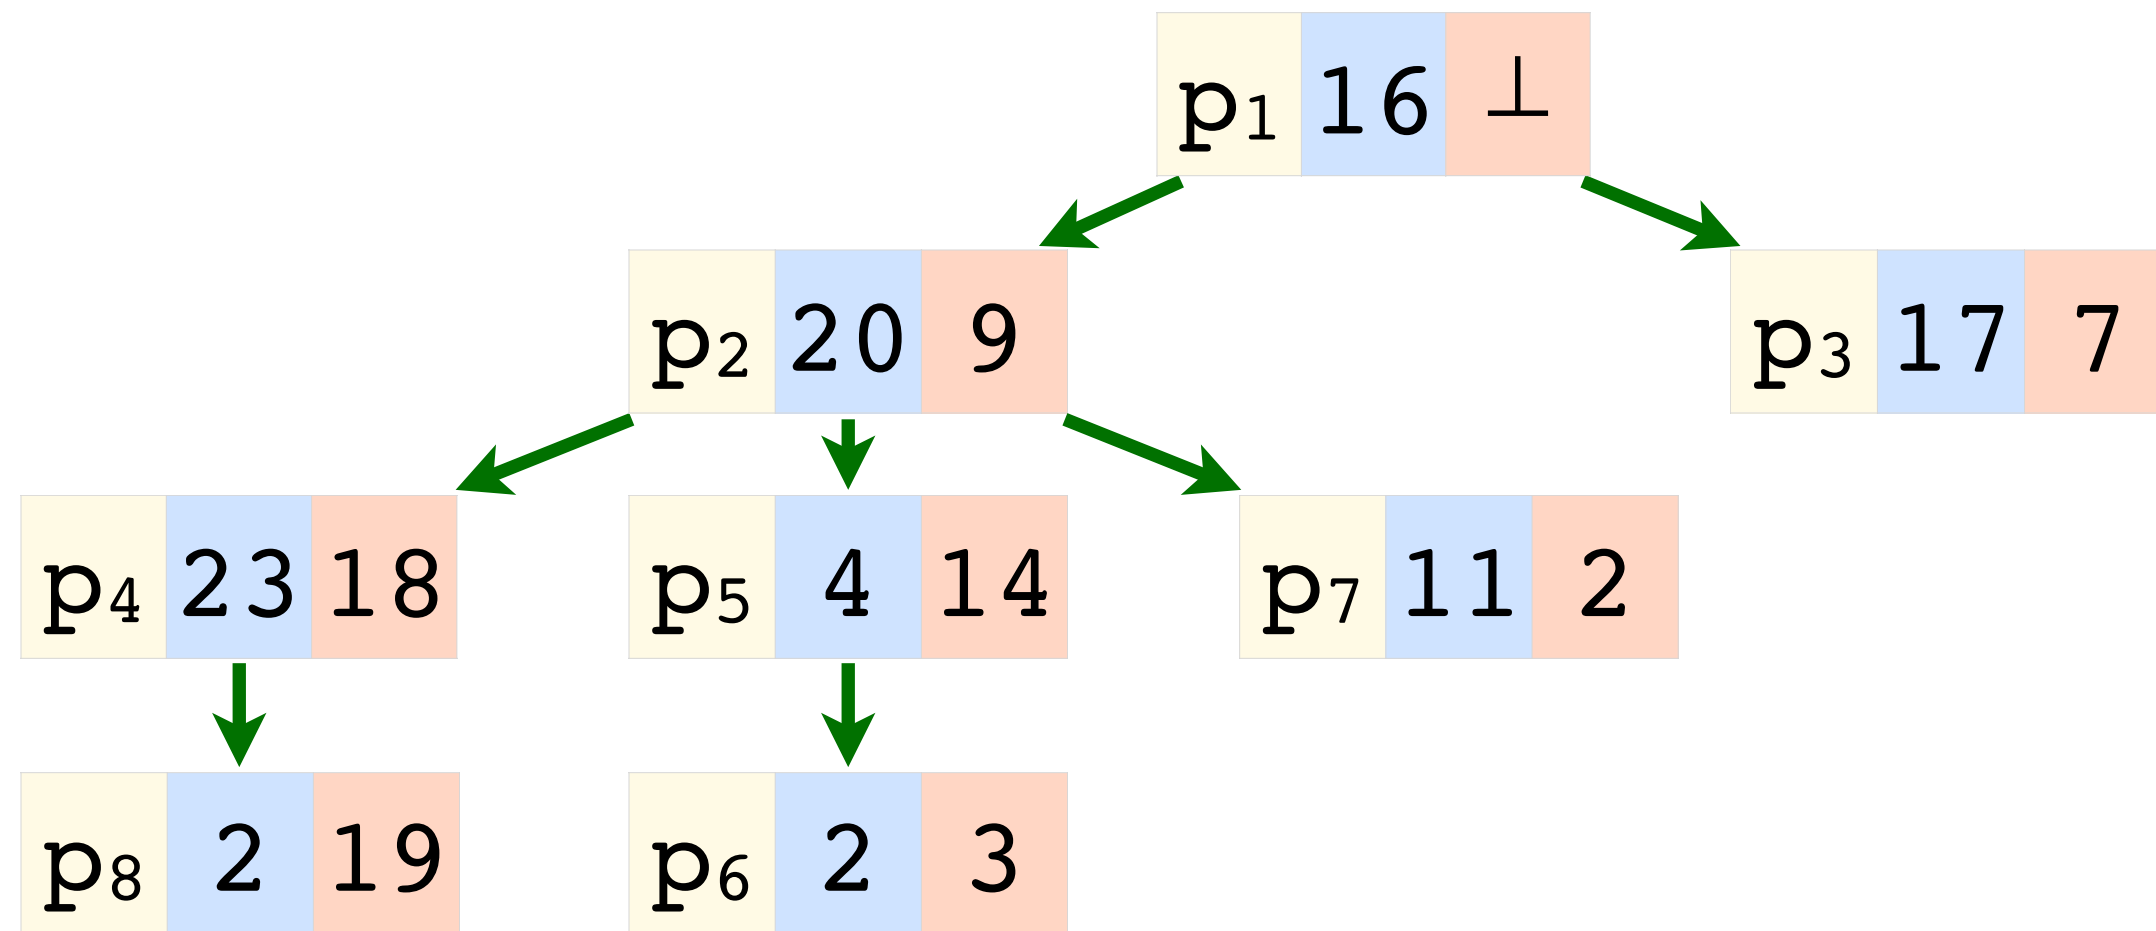 p₁ 16 ⊥
p₂ 20 9
p₃ 17 7
p₄ 23 18
p₅ 4 14
p₇ 11 2
p₈ 2 19
p₆ 2 3